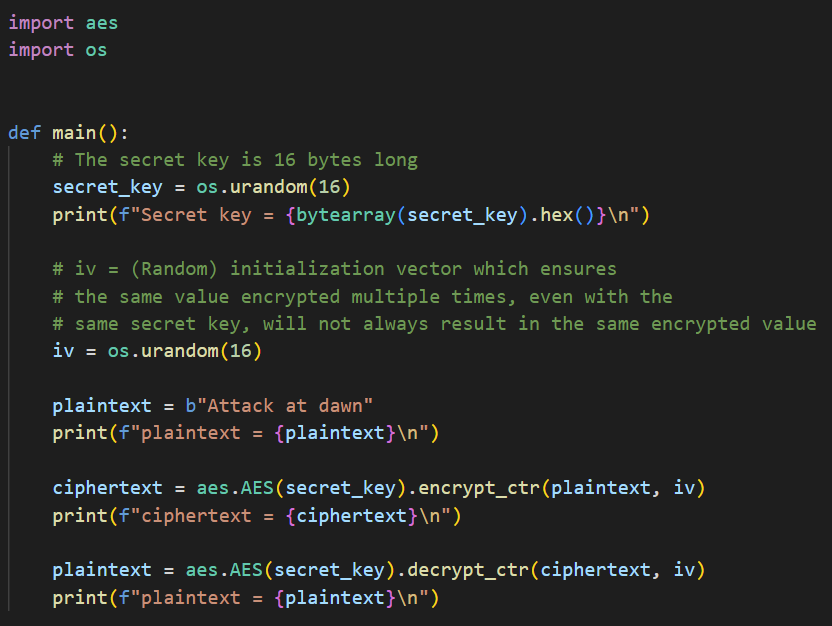 import aes
import os
def main():
    # The secret key is 16 bytes long
    secret_key = os.urandom(16)
    print(f"Secret key = {bytearray(secret_key).hex()}\n")
    # iv = (Random) initialization vector which ensures
    # the same value encrypted multiple times, even with the
    # same secret key, will not always result in the same encrypted value
    iv = os.urandom(16)
    plaintext = b"Attack at dawn"
    print(f"plaintext = {plaintext}\n")
    ciphertext = aes.AES(secret_key).encrypt_ctr(plaintext, iv)
    print(f"ciphertext = {ciphertext}\n")
    plaintext = aes.AES(secret_key).decrypt_ctr(ciphertext, iv)
    print(f"plaintext = {plaintext}\n")